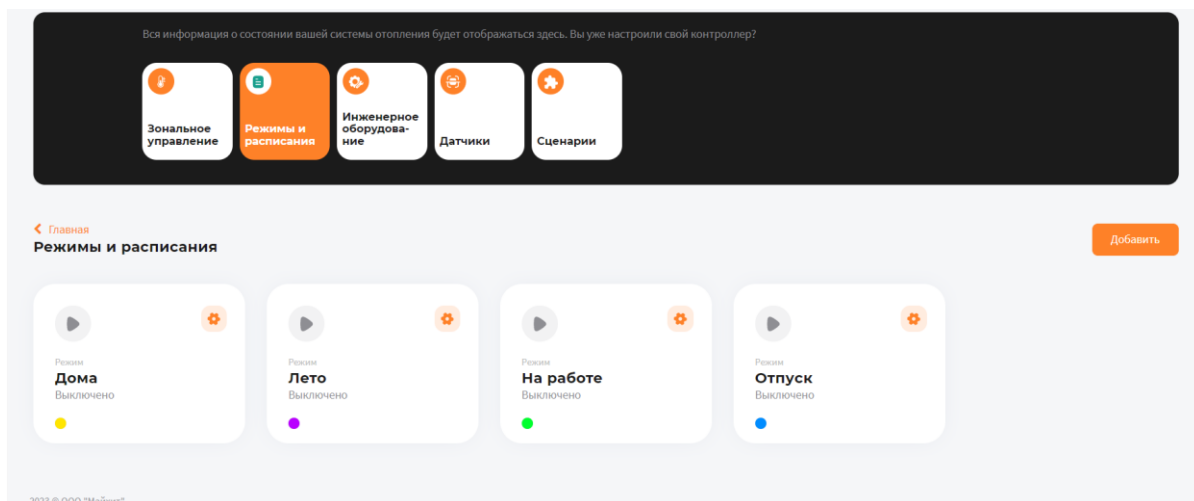 Вся информация о состоянии вашей системы отопления будет отображаться здесь. Вы уже настроили свой контроллер?
Зональное
управление
Режимы и
расписания
Инженерное
оборудова-
ние
Датчики
Сценарии
Главная
Режимы и расписания
Добавить
Режим
Дома
Выключено
Режим
Лето
Выключено
Режим
На работе
Выключено
Режим
Отпуск
Выключено
2023 © ООО